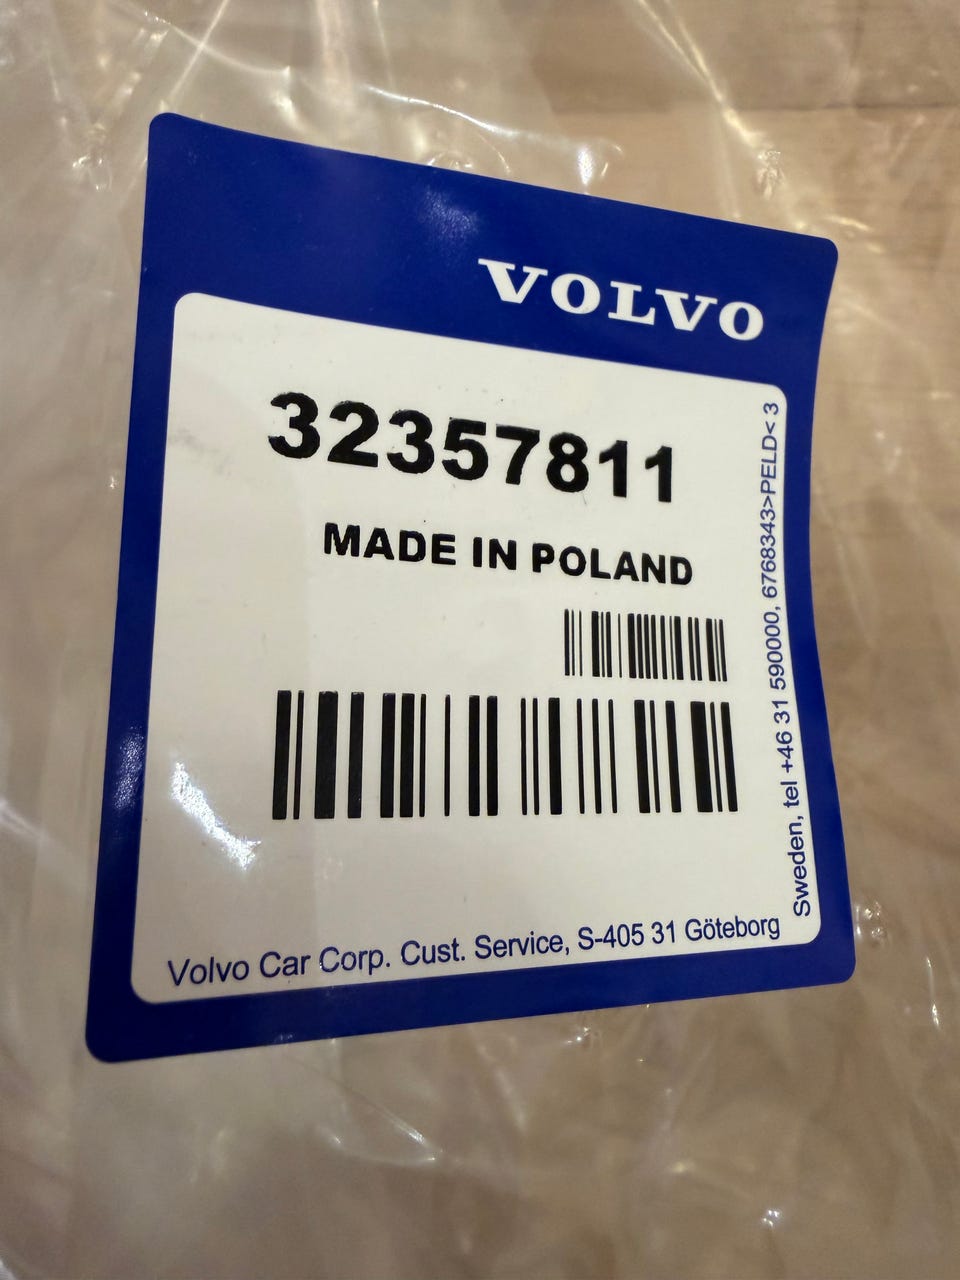 VOLVO
32357811
MADE IN POLAND
Volvo Car Corp. Cust. Service, S-405 31 Göteborg
Sweden, tel +46 31 590000, 6768343>PELD< 3